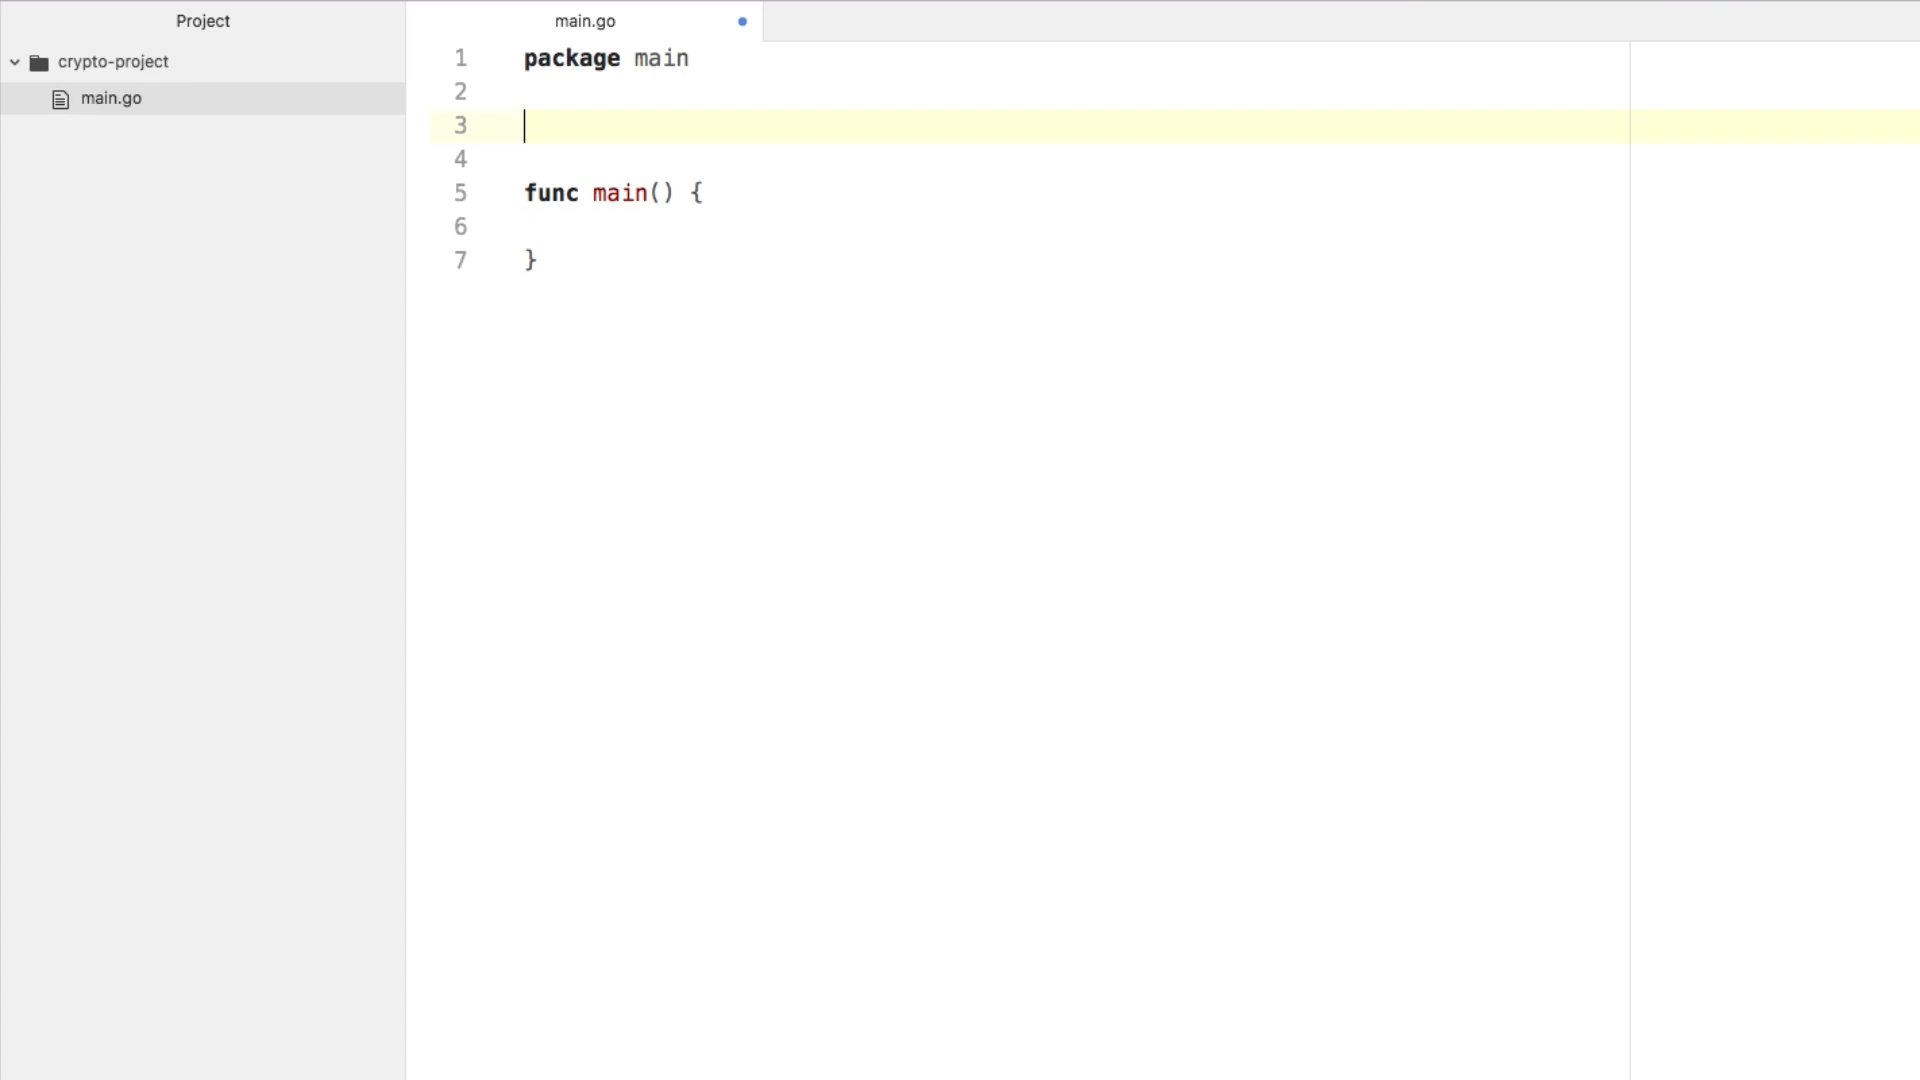 Project
crypto-project
main.go
main.go
1 package main
2
3
4
5 func main() {
6
7 }